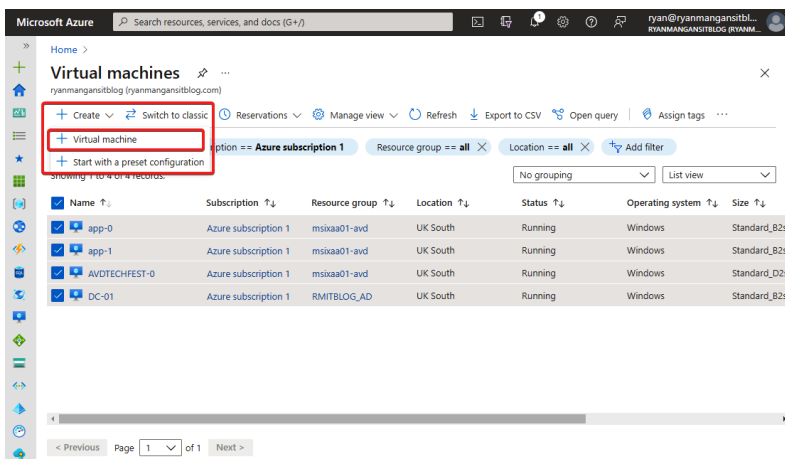 Microsoft Azure Search resources, services, and docs (G+/) 1 ryan@ryanmangansitbl...
RYANMANGANSITBLOG (RYANM...
Home >
Virtual machines ...
ryanmangansitblog (ryanmangansitblog.com)
+ Create Switch to classic Reservations Manage view Refresh Export to CSV Open query Assign tags ...
+ Virtual machine
+ Start with a preset configuration
ption == Azure subscription 1 Resource group == all Location == all Add filter
Showing 1 to 4 of 4 records. No grouping List view
Name ↑↓ Subscription ↑↓ Resource group ↑↓ Location ↑↓ Status ↑↓ Operating system ↑↓ Size ↑↓
app-0 Azure subscription 1 msixaa01-avd UK South Running Windows Standard_B2s
app-1 Azure subscription 1 msixaa01-avd UK South Running Windows Standard_B2s
AVDTECHFEST-0 Azure subscription 1 msixaa01-avd UK South Running Windows Standard_D2s
DC-01 Azure subscription 1 RMITBLOG_AD UK South Running Windows Standard_B2s
< Previous Page 1 of 1 Next >